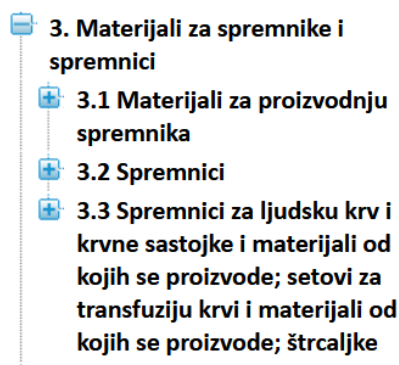 3. Materijali za spremnike i
spremnici
3.1 Materijali za proizvodnju
spremnika
3.2 Spremnici
3.3 Spremnici za ljudsku krv i
krvne sastojke i materijali od
kojih se proizvode; setovi za
transfuziju krvi i materijali od
kojih se proizvode; štrcaljke